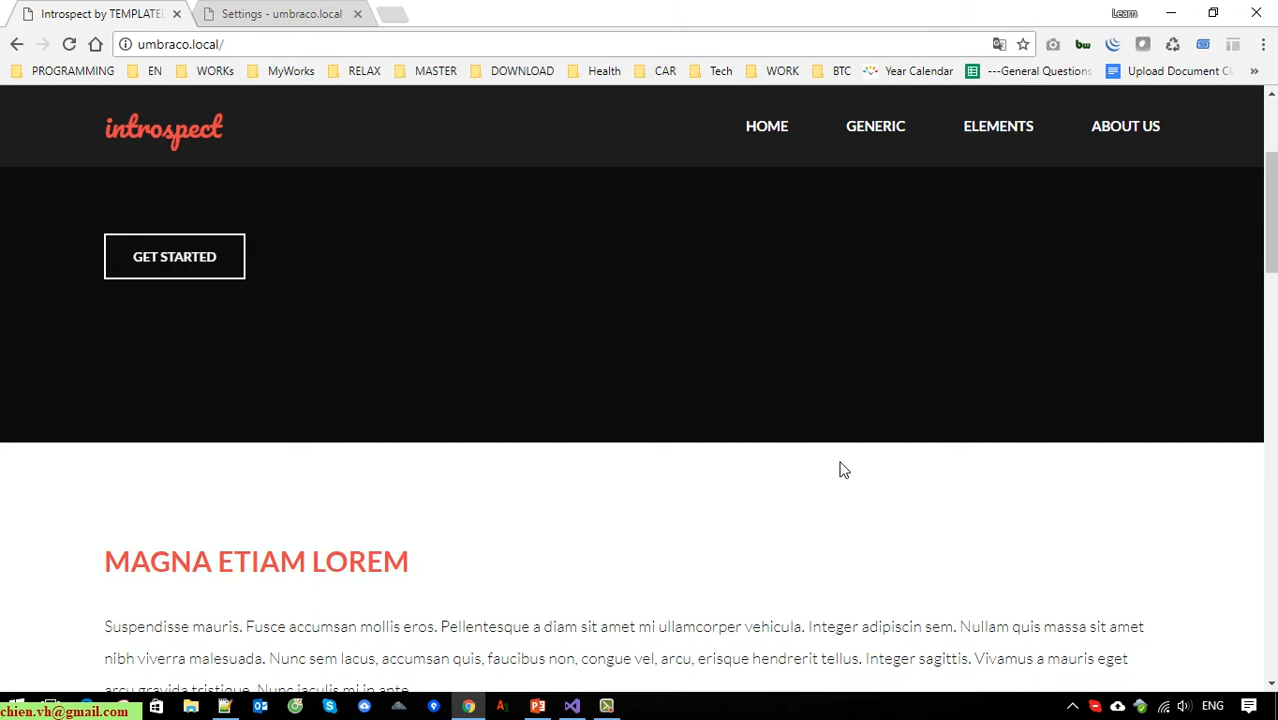 Introspect by TEMPLATE
Settings - umbraco.local
Learn
umbraco.local/
PROGRAMMING
EN
WORKs
MyWorks
RELAX
MASTER
DOWNLOAD
Health
CAR
Tech
WORK
BTC
Year Calendar
---General Questions
Upload Document Cl
»
introspect
HOME
GENERIC
ELEMENTS
ABOUT US
GET STARTED
MAGNA ETIAM LOREM
Suspendisse mauris. Fusce accumsan mollis eros. Pellentesque a diam sit amet mi ullamcorper vehicula. Integer adipiscin sem. Nullam quis massa sit amet
nibh viverra malesuada. Nunc sem lacus, accumsan quis, faucibus non, congue vel, arcu, erisque hendrerit tellus. Integer sagittis. Vivamus a mauris eget
arcu gravida tristique. Nunc iaculis mi in ante.
chien.vh@gmail.com
ENG